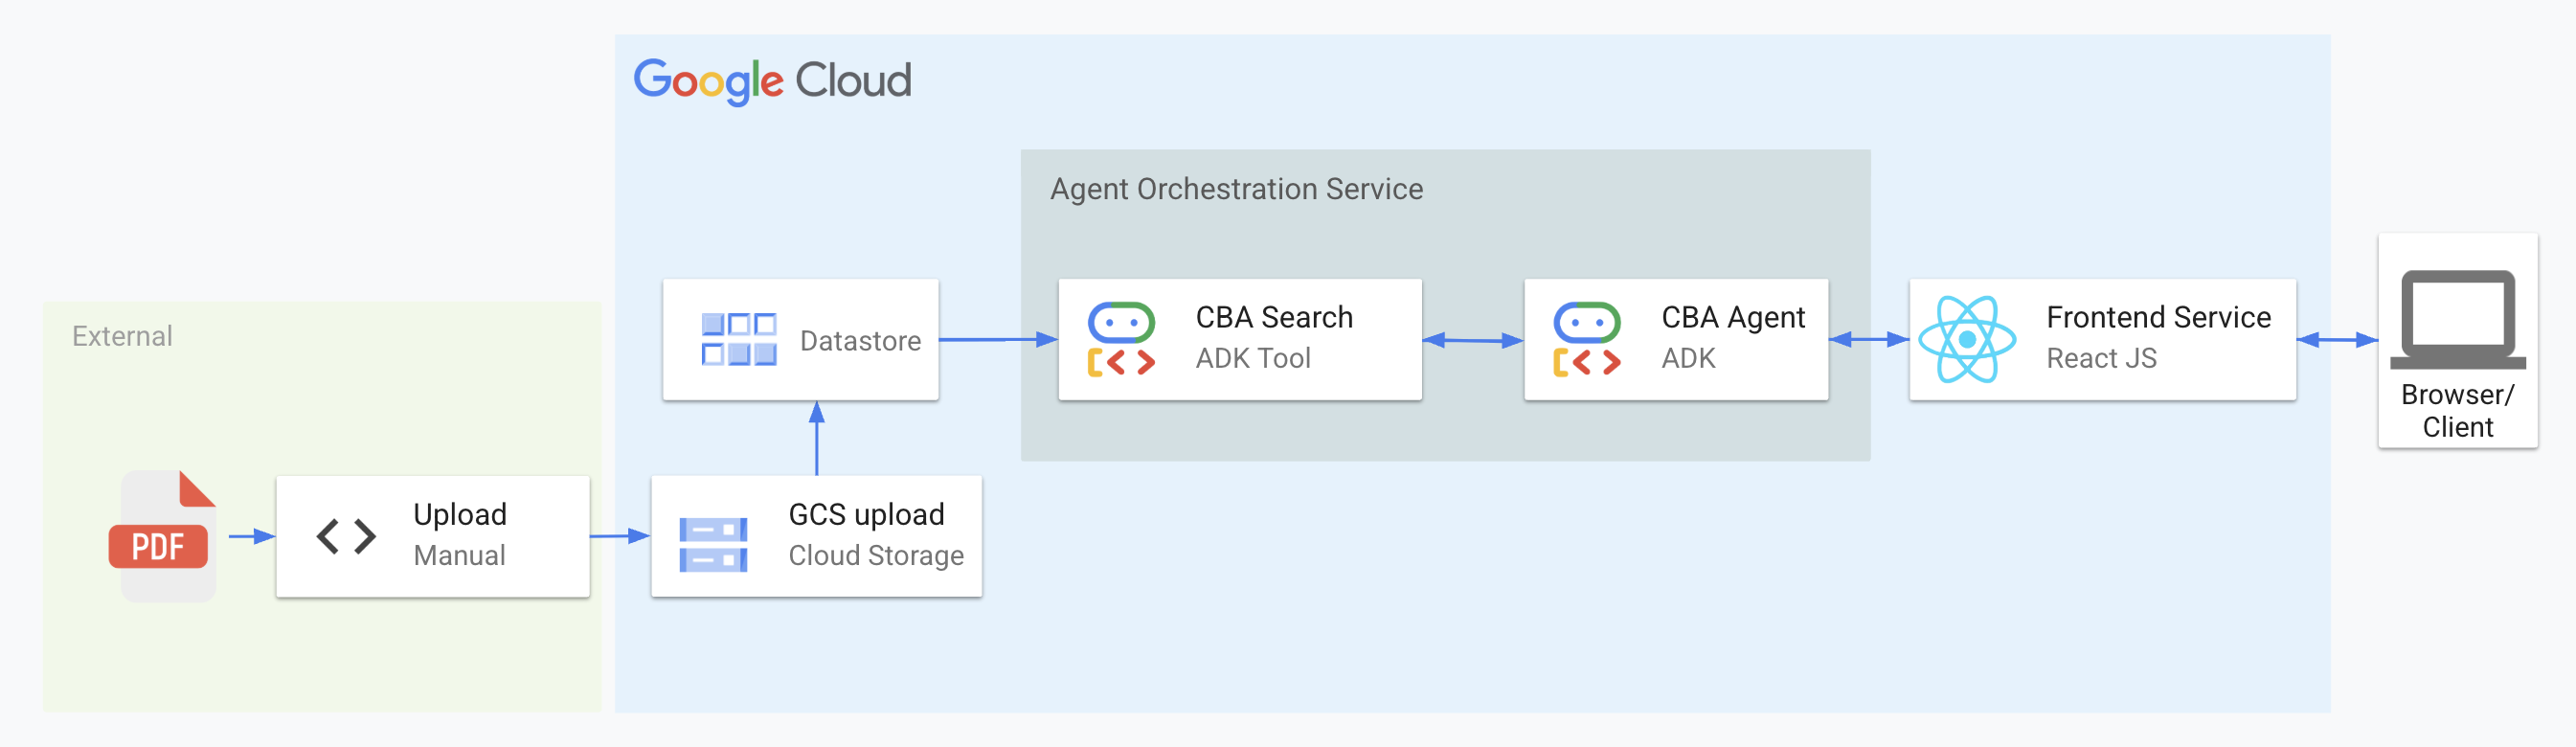 Google Cloud
Agent Orchestration Service
External
Datastore
CBA Search
ADK Tool
CBA Agent
ADK
Frontend Service
React JS
Browser/
Client
PDF
Upload
Manual
GCS upload
Cloud Storage